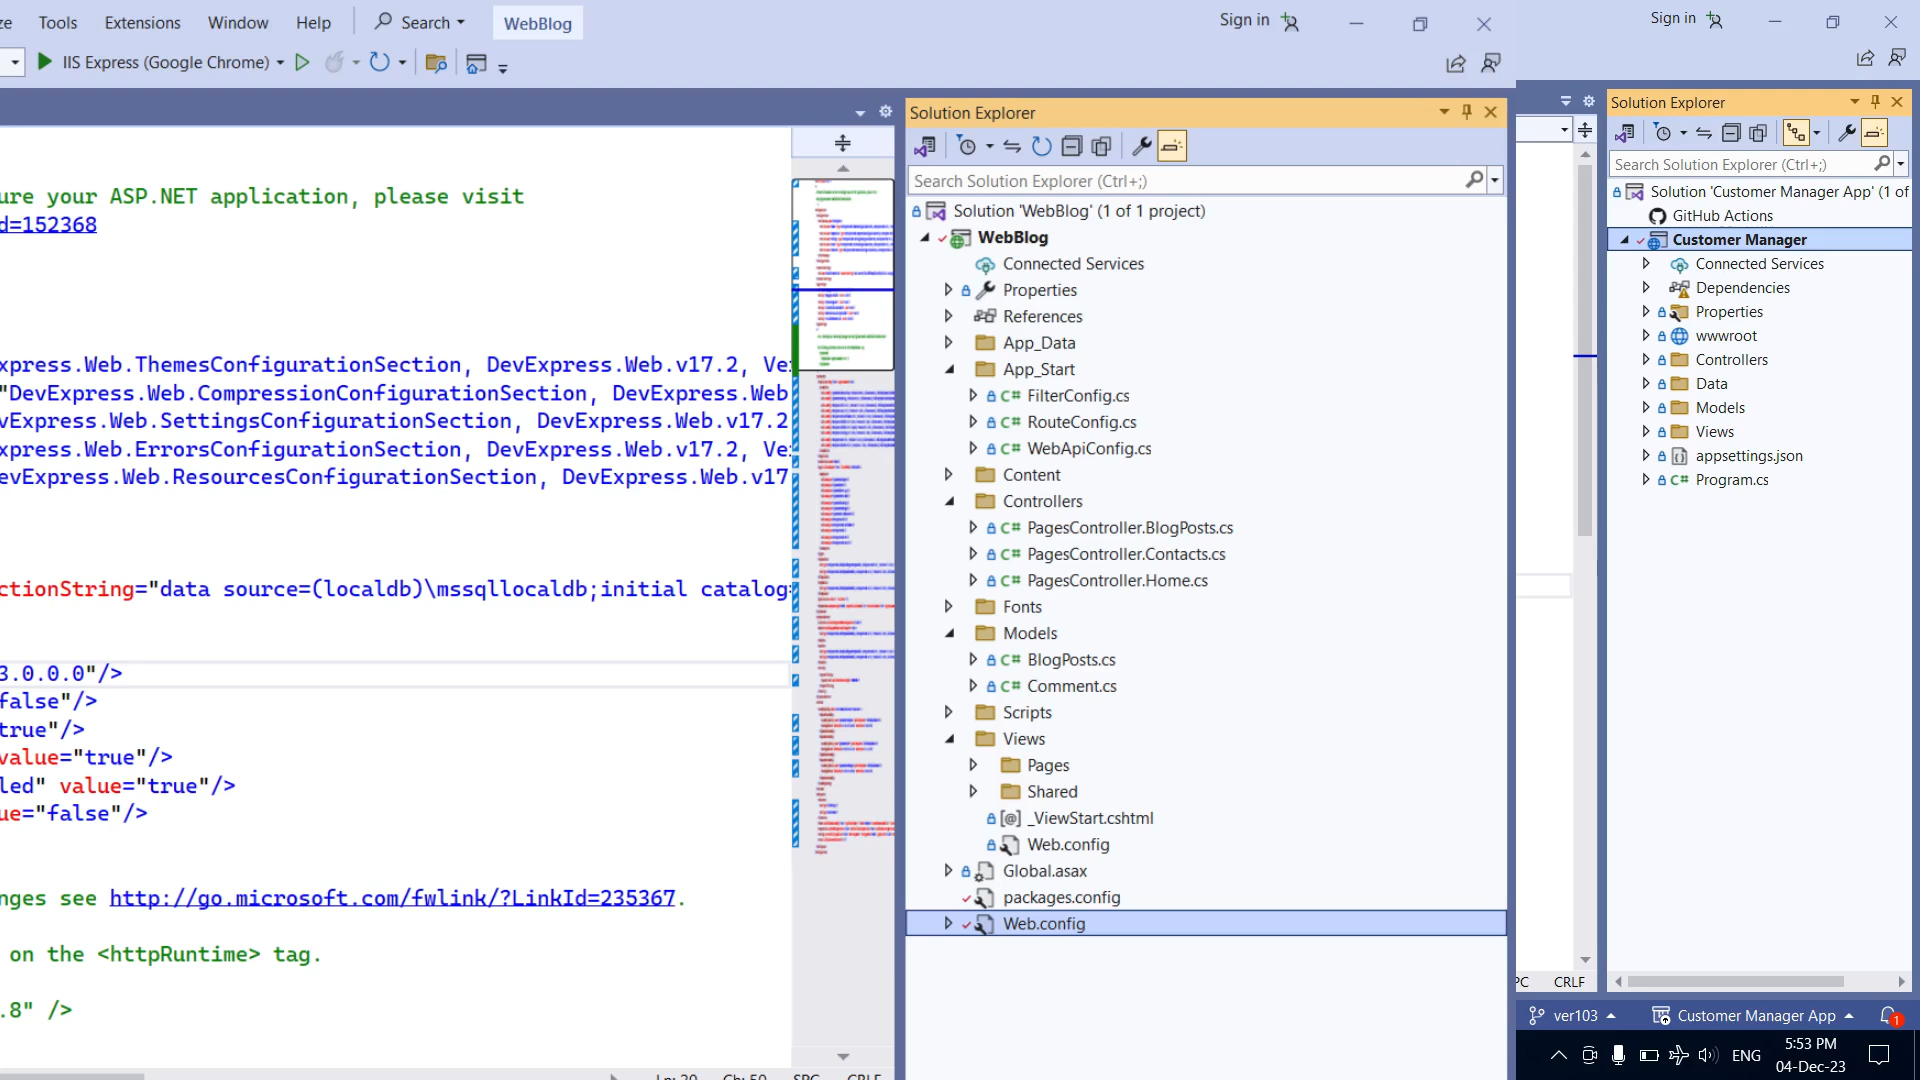 ze Tools Extensions Window Help Search WebBlog Sign in
IIS Express (Google Chrome)
ure your ASP.NET application, please visit
d=152368
xpress.Web.ThemesConfigurationSection, DevExpress.Web.v17.2, Ve
"DevExpress.Web.CompressionConfigurationSection, DevExpress.Web
vExpress.Web.SettingsConfigurationSection, DevExpress.Web.v17.2
xpress.Web.ErrorsConfigurationSection, DevExpress.Web.v17.2, Ve
evExpress.Web.ResourcesConfigurationSection, DevExpress.Web.v17
ctionString="data source=(localdb)\mssqllocaldb;initial catalog=
3.0.0.0"/>
false"/>
true"/>
value="true"/>
led" value="true"/>
ue="false"/>
nges see http://go.microsoft.com/fwlink/?LinkId=235367.
on the <httpRuntime> tag.
.8" />
Ln: 20 Ch: 50 SPC CRLF
Solution Explorer
Search Solution Explorer (Ctrl+;)
Solution 'WebBlog' (1 of 1 project)
WebBlog
Connected Services
Properties
References
App_Data
App_Start
C# FilterConfig.cs
C# RouteConfig.cs
C# WebApiConfig.cs
Content
Controllers
C# PagesController.BlogPosts.cs
C# PagesController.Contacts.cs
C# PagesController.Home.cs
Fonts
Models
C# BlogPosts.cs
C# Comment.cs
Scripts
Views
Pages
Shared
[@] _ViewStart.cshtml
Web.config
Global.asax
packages.config
Web.config
Sign in
Solution Explorer
Search Solution Explorer (Ctrl+;)
Solution 'Customer Manager App' (1 of
GitHub Actions
Customer Manager
Connected Services
Dependencies
Properties
wwwroot
Controllers
Data
Models
Views
appsettings.json
C# Program.cs
PC CRLF
ver103 Customer Manager App 1
ENG 5:53 PM
04-Dec-23